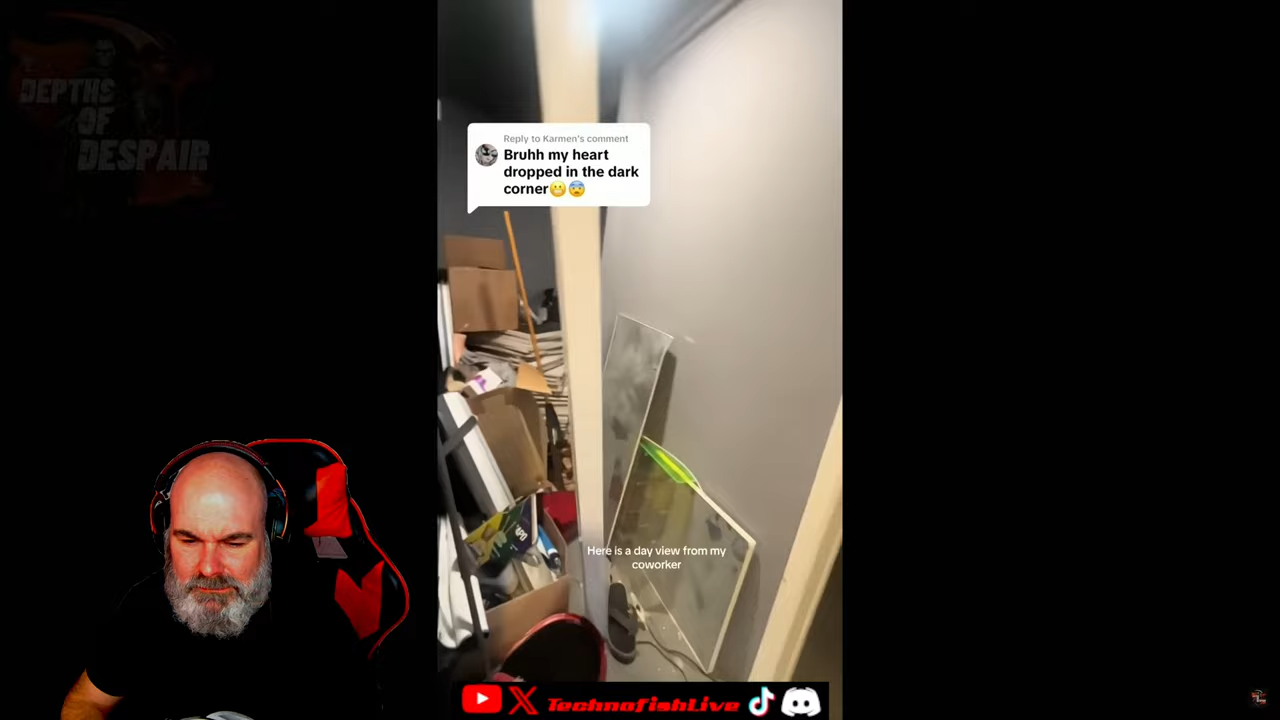 DEPTHS
OF
DESPAIR
Reply to Karmen's comment
Bruhh my heart
dropped in the dark
corner😬😨
Here is a day view from my
coworker
TechnofishLive